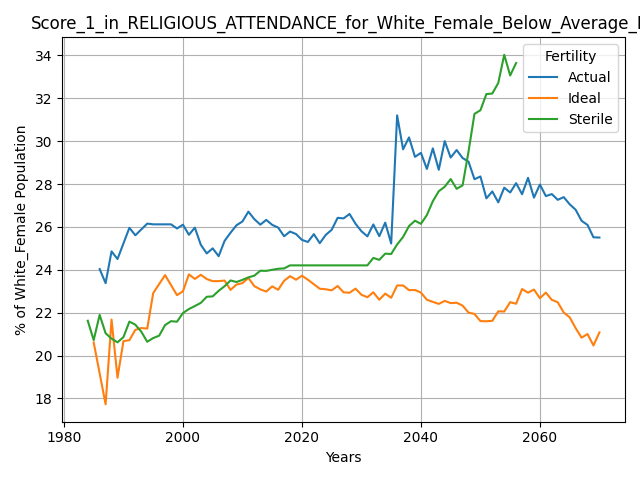 Score_1_in_RELIGIOUS_ATTENDANCE_for_White_Female_Below_Average_
Fertility
Actual
Ideal
Sterile
% of White_Female Population
34
32
30
28
26
24
22
20
18
1980
2000
2020
2040
2060
Years